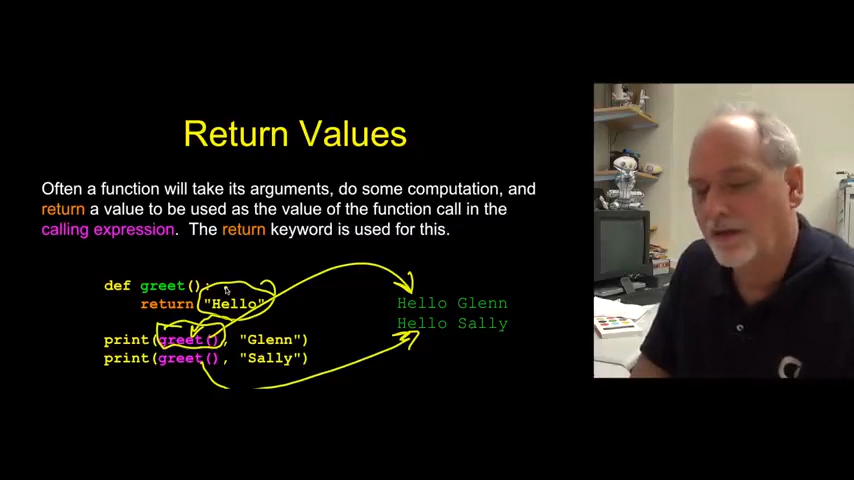 Return Values
Often a function will take its arguments, do some computation, and
return a value to be used as the value of the function call in the
calling expression. The return keyword is used for this.
def greet():
return "Hello"
print(greet(), "Glenn")
print(greet(), "Sally")
Hello Glenn
Hello Sally